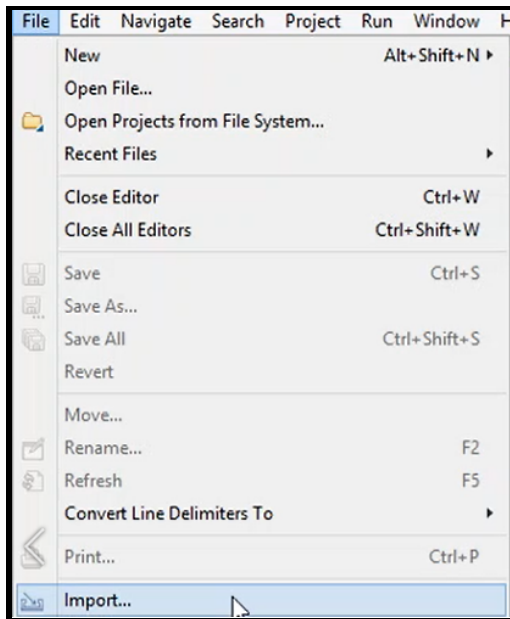 File Edit Navigate Search Project Run Window H
New Alt+Shift+N
Open File...
Open Projects from File System...
Recent Files
Close Editor Ctrl+W
Close All Editors Ctrl+Shift+W
Save Ctrl+S
Save As...
Save All Ctrl+Shift+S
Revert
Move...
Rename... F2
Refresh F5
Convert Line Delimiters To
Print... Ctrl+P
Import...